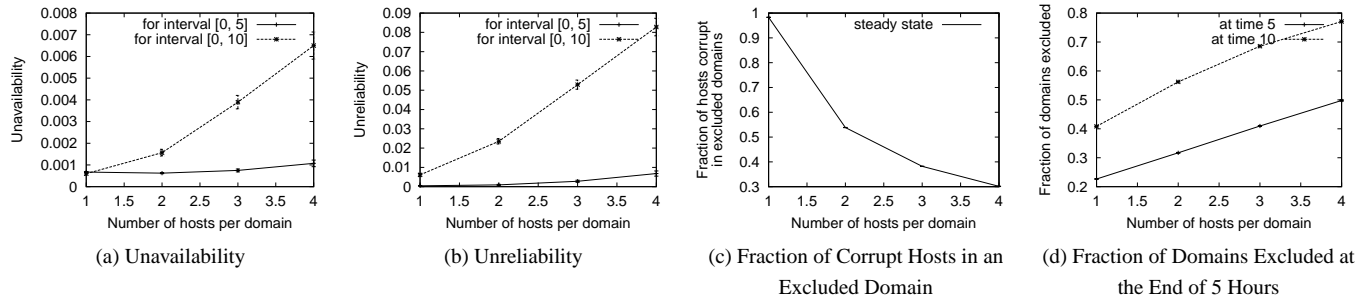 0.008
0.007
0.006
0.005
0.004
0.003
0.002
0.001
0
Unavailability
for interval [0, 5]
for interval [0, 10]
1 1.5 2 2.5 3 3.5 4
Number of hosts per domain
(a) Unavailability
0.09
0.08
0.07
0.06
0.05
0.04
0.03
0.02
0.01
0
Unreliability
for interval [0, 5]
for interval [0, 10]
1 1.5 2 2.5 3 3.5 4
Number of hosts per domain
(b) Unreliability
1
0.9
0.8
0.7
0.6
0.5
0.4
0.3
Fraction of hosts corrupt
in excluded domains
steady state
1 1.5 2 2.5 3 3.5 4
Number of hosts per domain
(c) Fraction of Corrupt Hosts in an
Excluded Domain
0.8
0.7
0.6
0.5
0.4
0.3
0.2
Fraction of domains excluded
at time 5
at time 10
1 1.5 2 2.5 3 3.5 4
Number of hosts per domain
(d) Fraction of Domains Excluded at
the End of 5 Hours